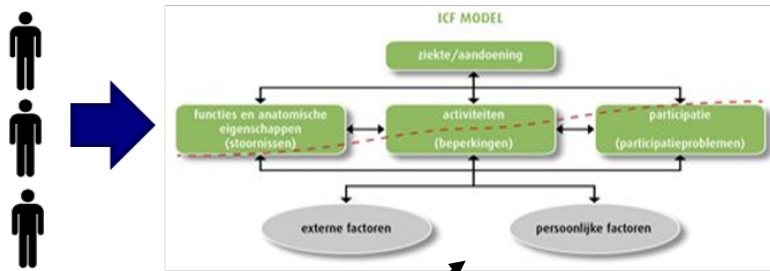 ICF MODEL
ziekte/aandoening
functies en anatomische
eigenschappen
(stoornissen)
activiteiten
(beperkingen)
participatie
(participatieproblemen)
externe factoren
persoonlijke factoren